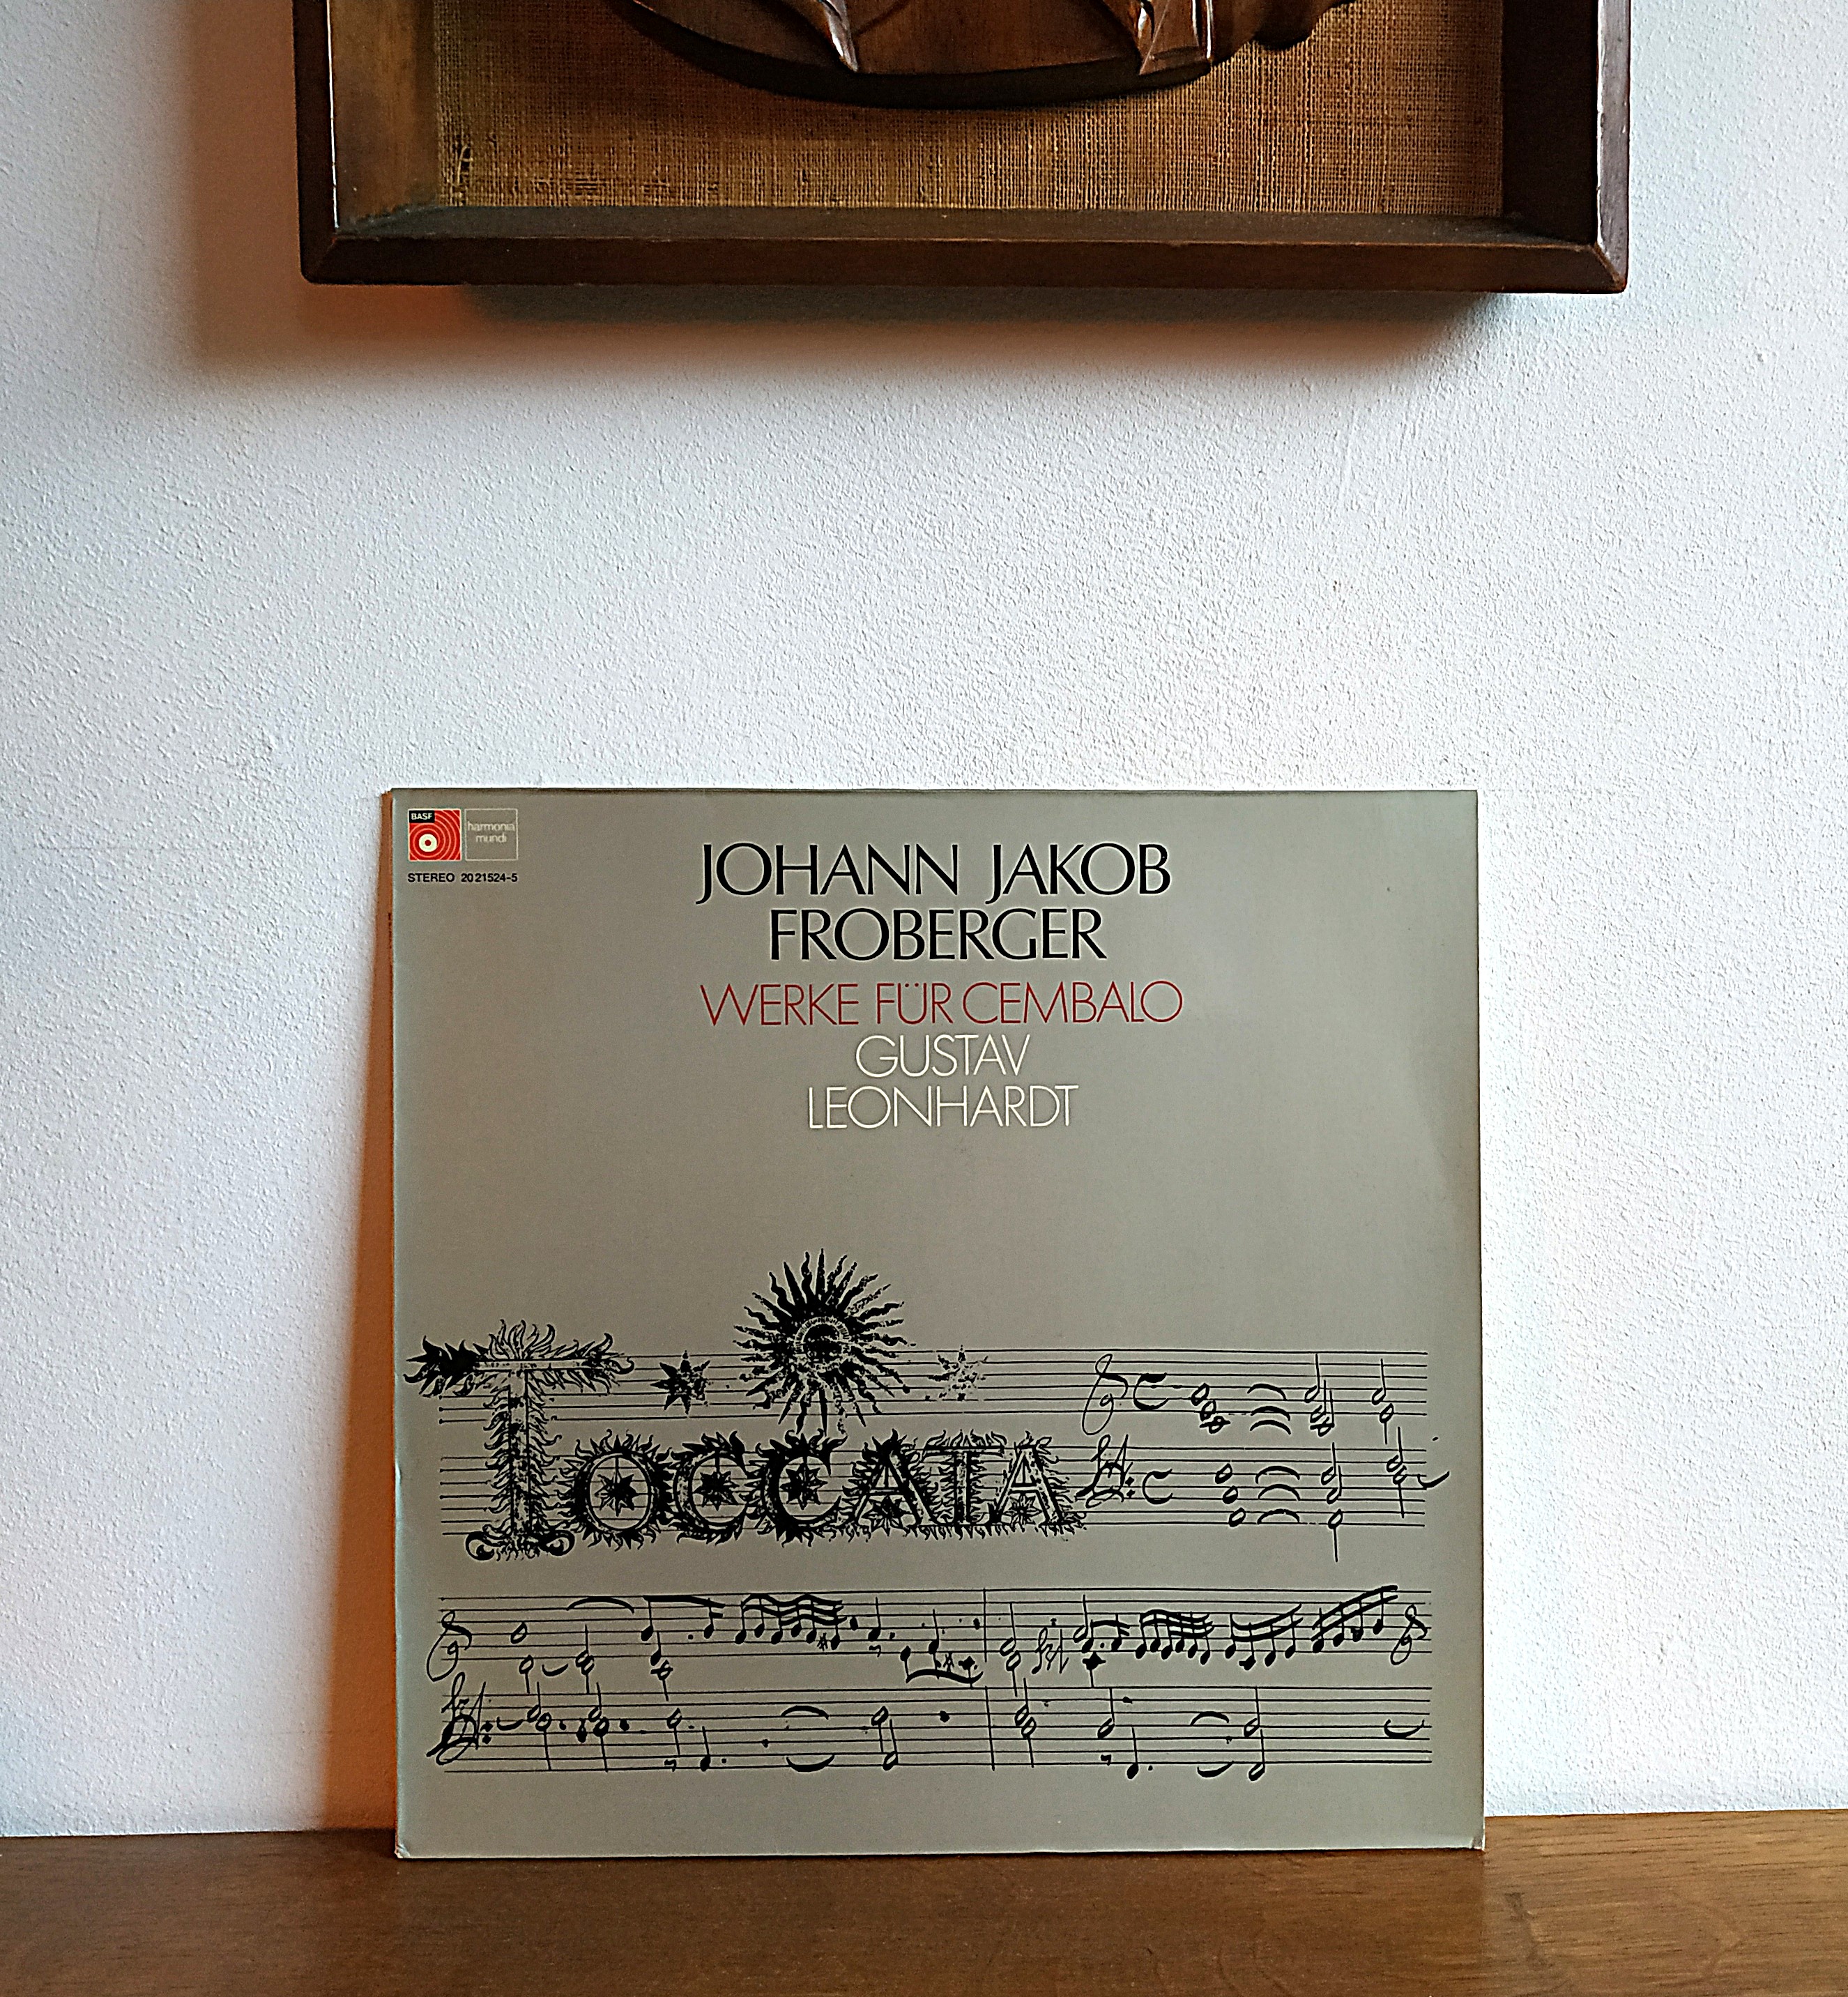 BASF
harmonia
mundi
STEREO 20 21524-5
JOHANN JAKOB
FROBERGER
WERKE FÜR CEMBALO
GUSTAV
LEONHARDT
TOCCATA